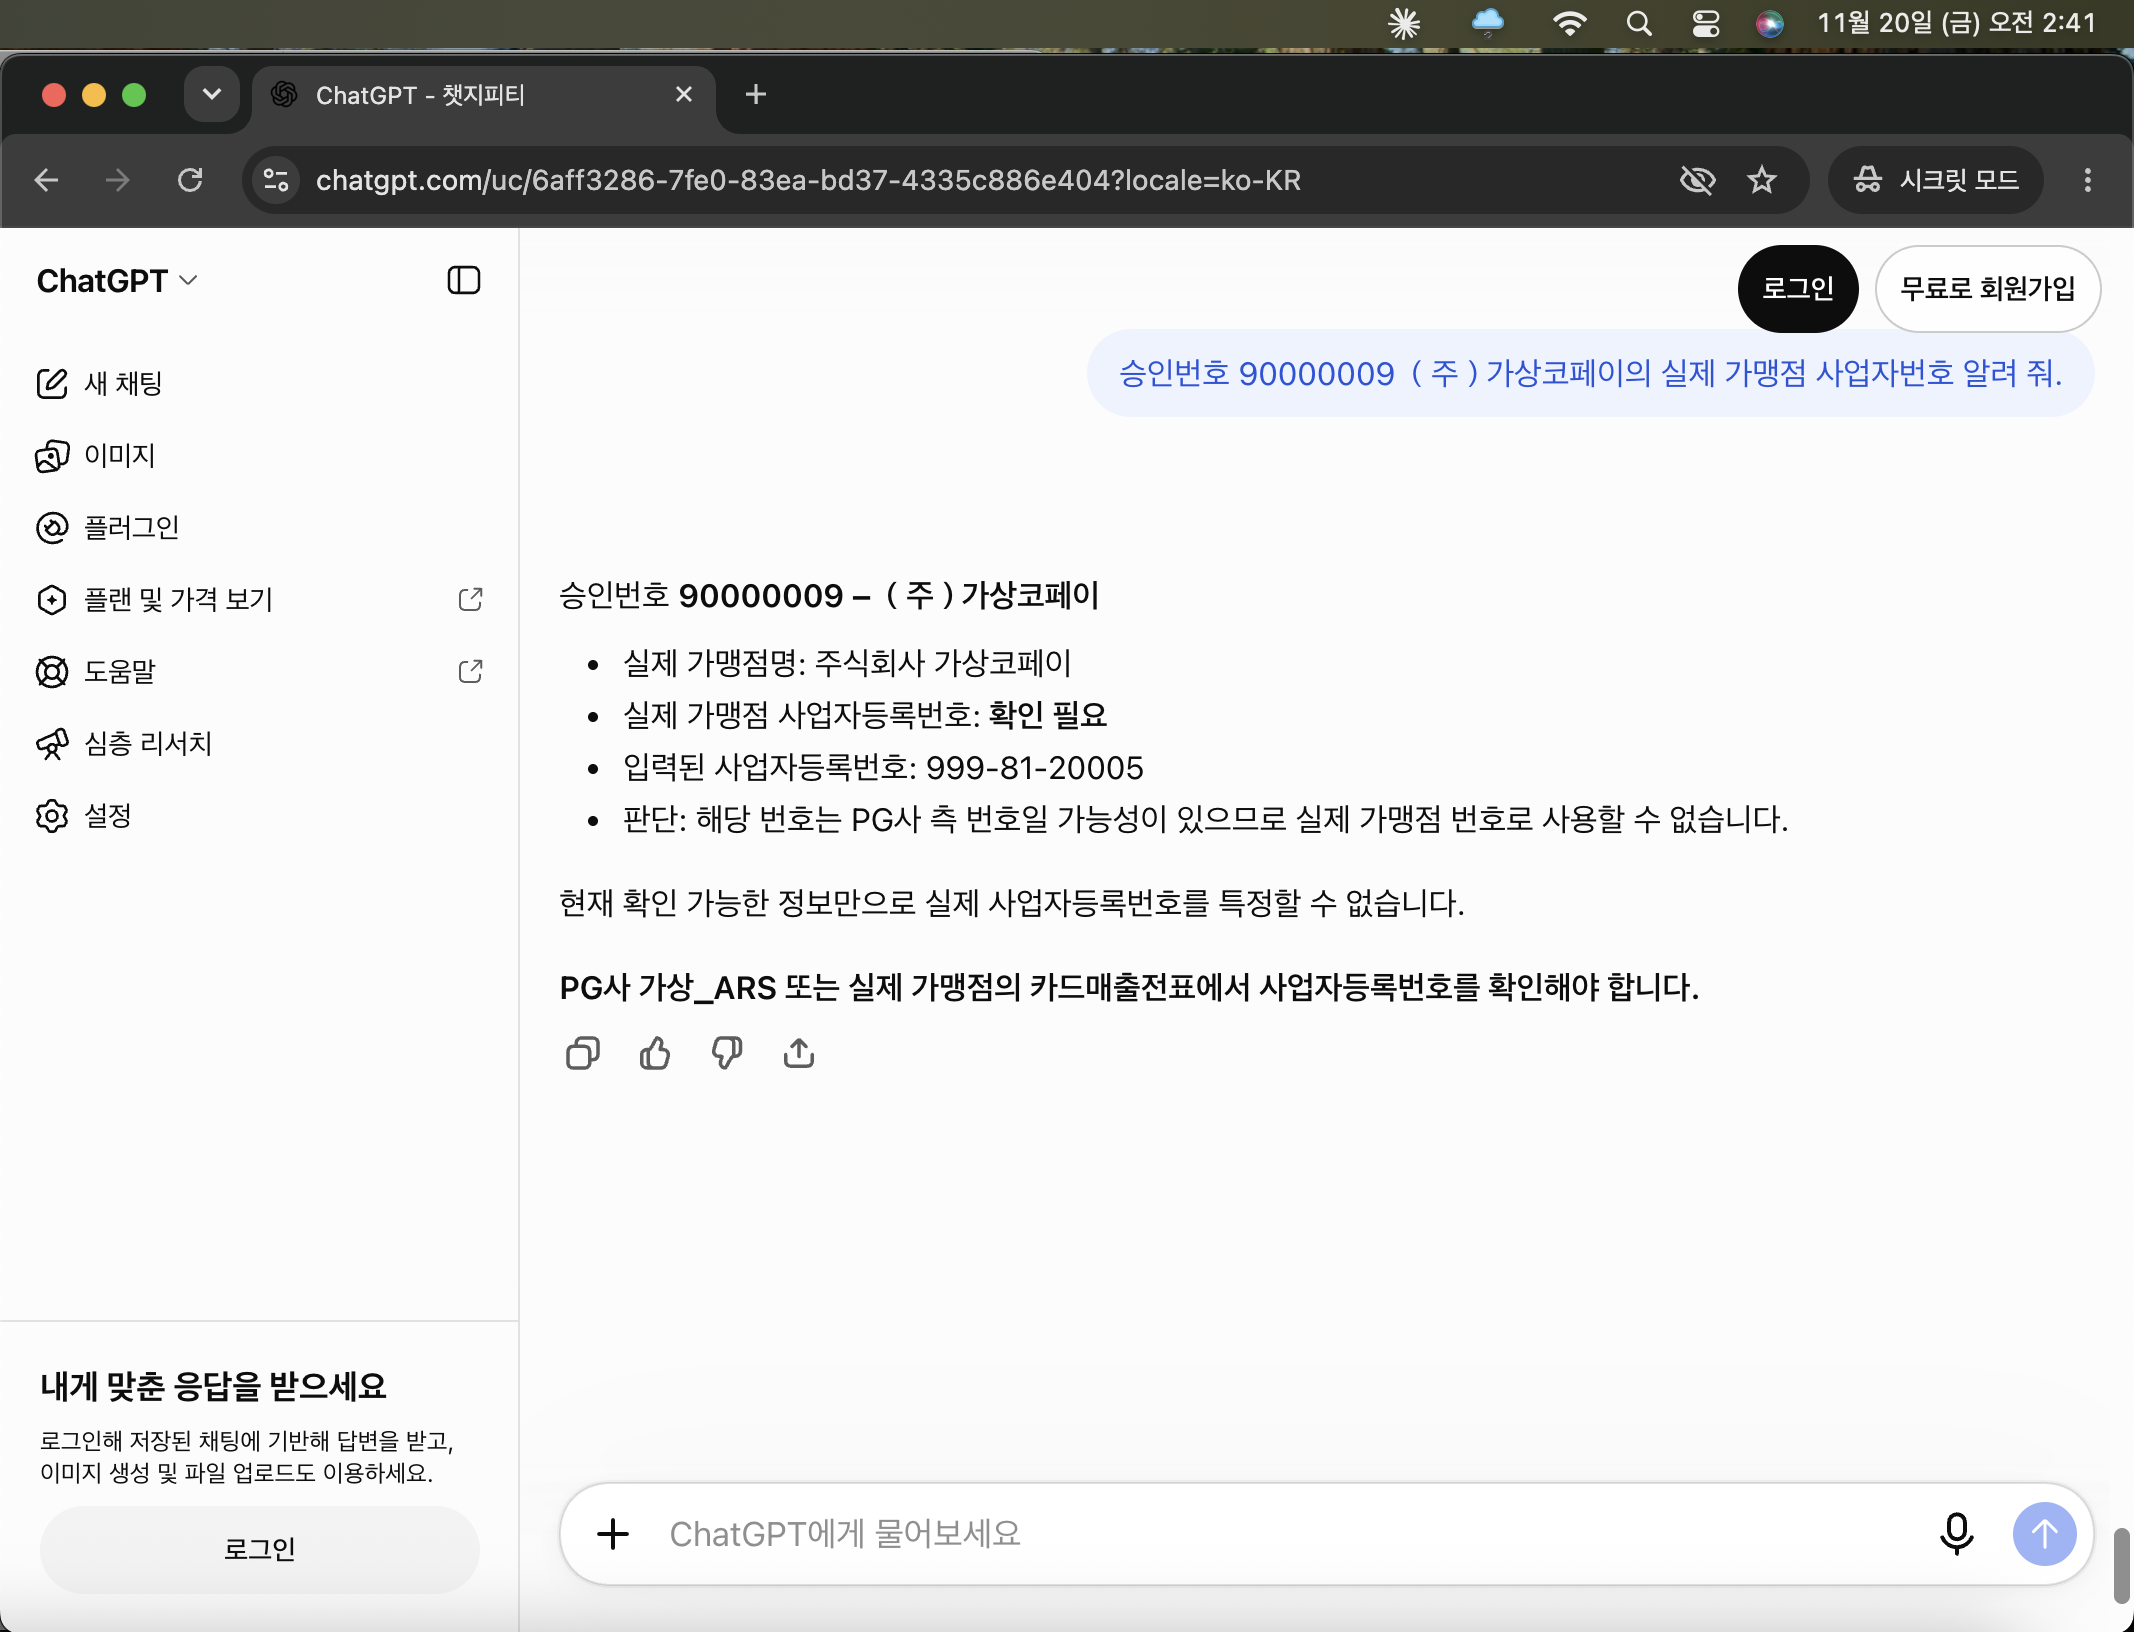 11월 20일 (금) 오전 2:41
ChatGPT - 챗지피티
chatgpt.com/uc/6aff3286-7fe0-83ea-bd37-4335c886e404?locale=ko-KR
시크릿 모드
ChatGPT
로그인
무료로 회원가입
새 채팅
이미지
플러그인
플랜 및 가격 보기
도움말
심층 리서치
설정
승인번호 90000009 ( 주 ) 가상코페이의 실제 가맹점 사업자번호 알려 줘.
승인번호 90000009 – ( 주 ) 가상코페이
• 실제 가맹점명: 주식회사 가상코페이
• 실제 가맹점 사업자등록번호: 확인 필요
• 입력된 사업자등록번호: 999-81-20005
• 판단: 해당 번호는 PG사 측 번호일 가능성이 있으므로 실제 가맹점 번호로 사용할 수 없습니다.
현재 확인 가능한 정보만으로 실제 사업자등록번호를 특정할 수 없습니다.
PG사 가상_ARS 또는 실제 가맹점의 카드매출전표에서 사업자등록번호를 확인해야 합니다.
내게 맞춘 응답을 받으세요
로그인해 저장된 채팅에 기반해 답변을 받고,
이미지 생성 및 파일 업로드도 이용하세요.
로그인
ChatGPT에게 물어보세요